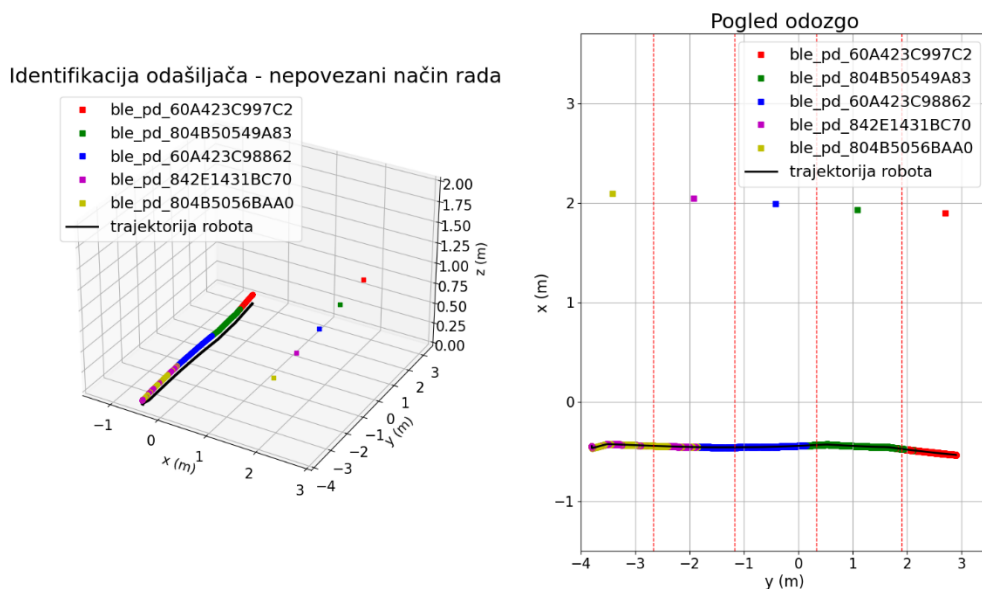 Identifikacija odašiljača - nepovezani način rada
ble_pd_60A423C997C2
ble_pd_804B50549A83
ble_pd_60A423C98862
ble_pd_842E1431BC70
ble_pd_804B5056BAA0
trajektorija robota
2.00
1.75
1.50
1.25
1.00
0.75
0.50
0.25
0.00
z (m)
3
2
1
0
−1
−2
−3
−4
y (m)
−1
0
1
2
3
x (m)
Pogled odozgo
ble_pd_60A423C997C2
ble_pd_804B50549A83
ble_pd_60A423C98862
ble_pd_842E1431BC70
ble_pd_804B5056BAA0
trajektorija robota
3
2
1
0
−1
x (m)
−4
−3
−2
−1
0
1
2
3
y (m)